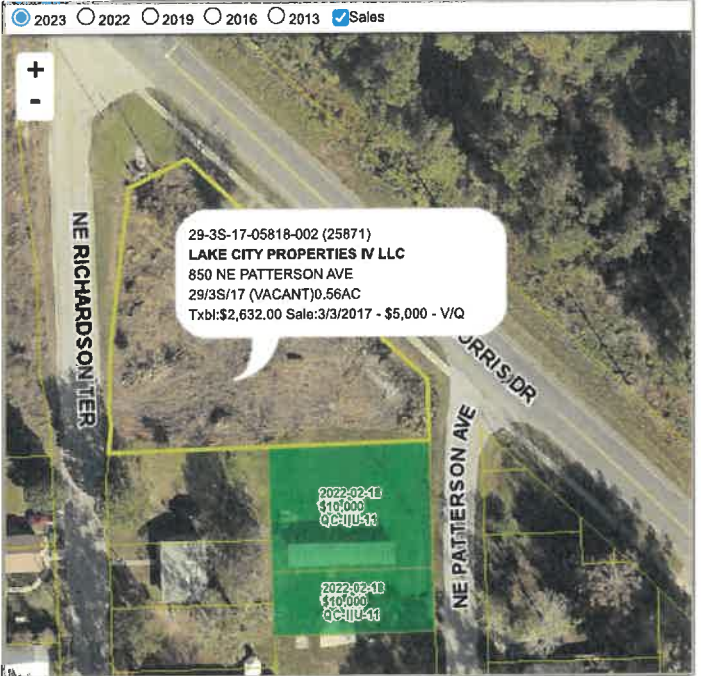 2023 2022 2019 2016 2013 Sales
+
-
29-3S-17-05818-002 (25871)
LAKE CITY PROPERTIES IV LLC
850 NE PATTERSON AVE
29/3S/17 (VACANT)0.56AC
Txbl:$2,632.00 Sale:3/3/2017 - $5,000 - V/Q
NE RICHARDSON TER
ORRIS DR
NE PATTERSON AVE
2022-02-18
$10,000
QC-I|U-11
2022-02-18
$10,000
QC-I|U-11